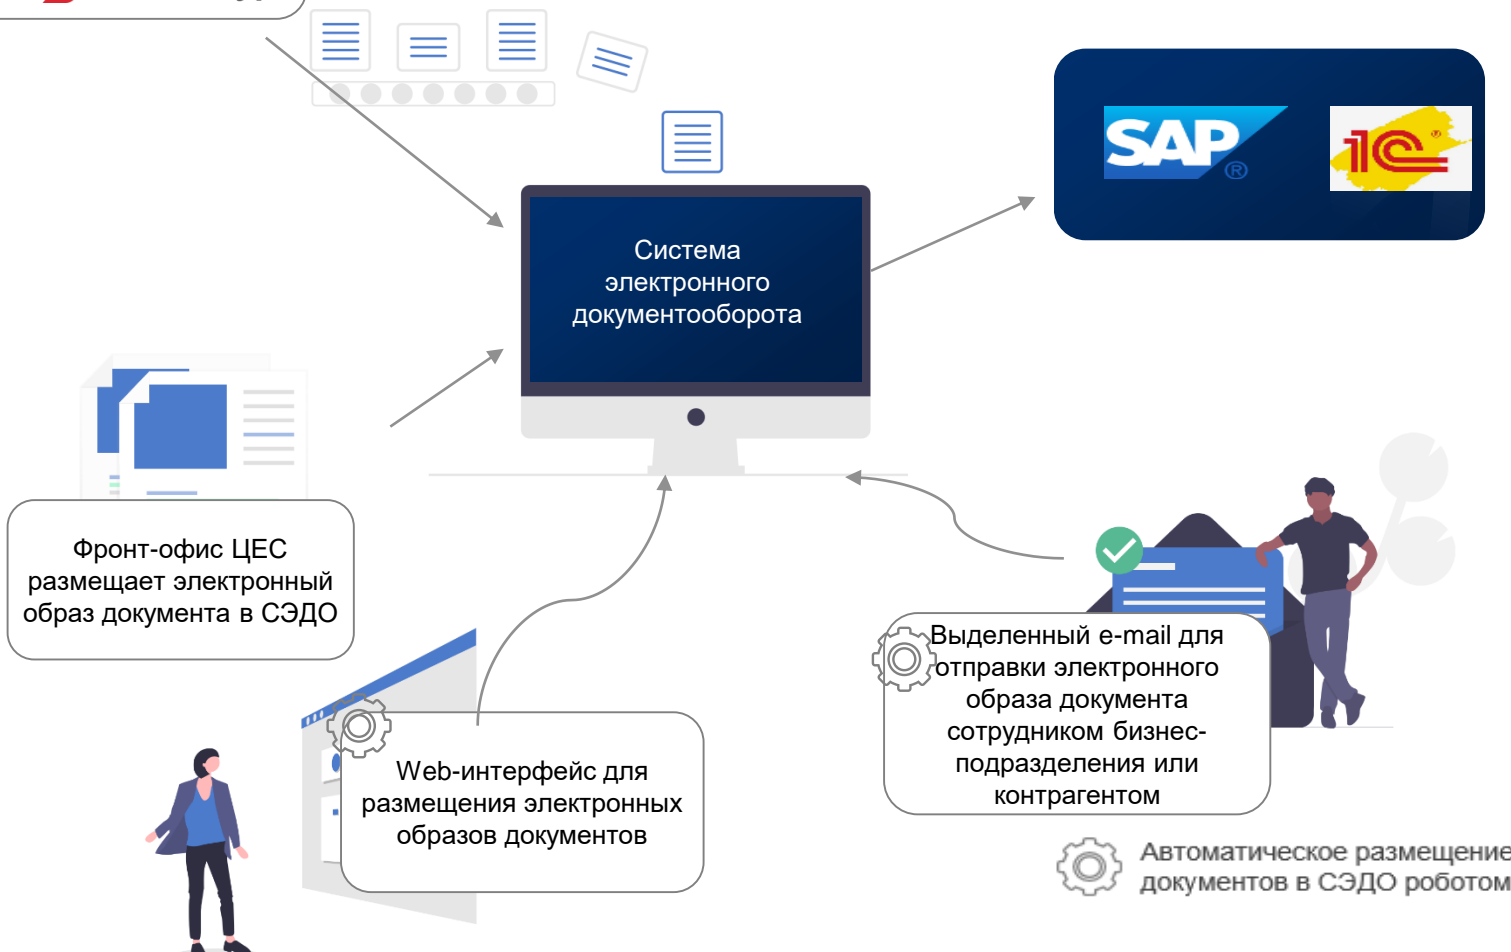 SAP
®
1С
®
Система
электронного
документооборота
Фронт-офис ЦЕС
размещает электронный
образ документа в СЭДО
Выделенный e-mail для
отправки электронного
образа документа
сотрудником бизнес-
подразделения или
контрагентом
Web-интерфейс для
размещения электронных
образов документов
Автоматическое размещение
документов в СЭДО роботом